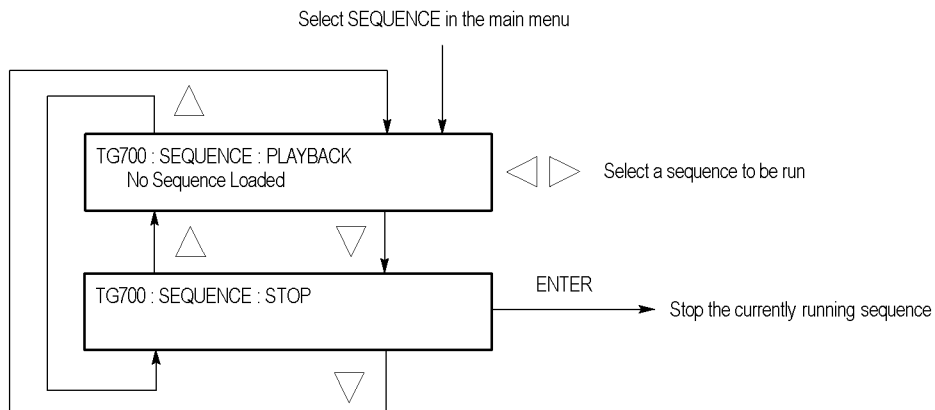 Select SEQUENCE in the main menu
TG700 : SEQUENCE : PLAYBACK
No Sequence Loaded
Select a sequence to be run
TG700 : SEQUENCE : STOP
ENTER
Stop the currently running sequence